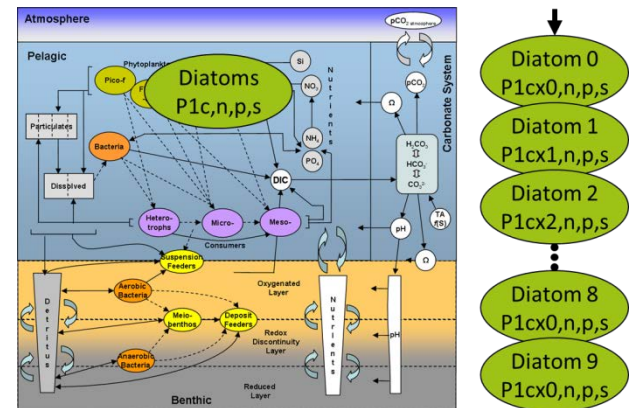 Atmosphere
pCO2 atmosphere
Pelagic
Phytoplankt
Pico-f
F
Diatoms
P1c,n,p,s
Si
NO3
NH4
PO4
Nutrients
Carbonate System
pCO2
Ω
H2CO3
HCO3-
CO32-
Particulates
Bacteria
Dissolved
DIC
TA
f(S)
Hetero-
trophs
Micro-
Meso-
Consumers
pH
Suspension
Feeders
Ω
Oxygenated
Layer
Detritus
Aerobic
Bacteria
Meio-
benthos
Deposit
Feeders
Nutrients
pH
Redox
Discontinuity
Layer
Anaerobic
Bacteria
Reduced
Layer
Benthic
Diatom 0
P1cx0,n,p,s
Diatom 1
P1cx1,n,p,s
Diatom 2
P1cx2,n,p,s
Diatom 8
P1cx0,n,p,s
Diatom 9
P1cx0,n,p,s